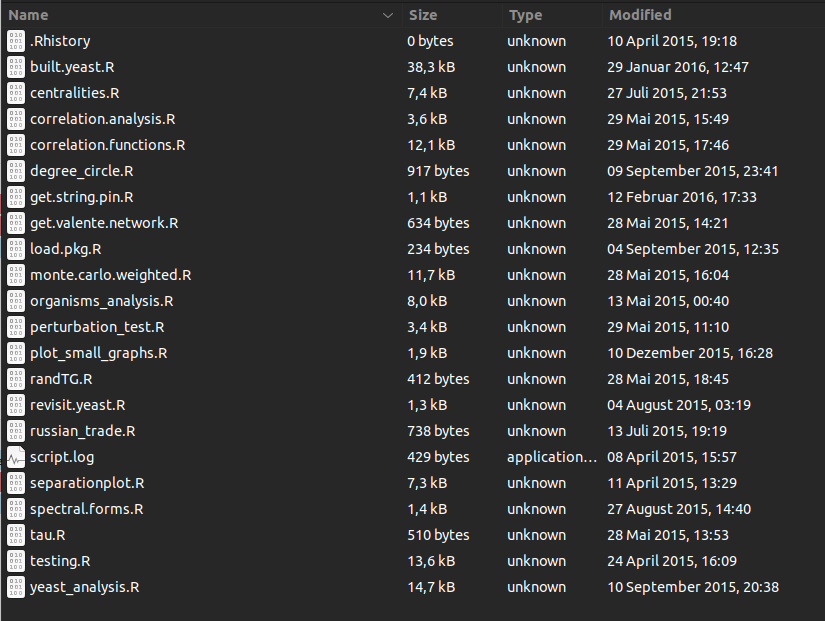 Name Size Type Modified
.Rhistory 0 bytes unknown 10 April 2015, 19:18
built.yeast.R 38,3 kB unknown 29 Januar 2016, 12:47
centralities.R 7,4 kB unknown 27 Juli 2015, 21:53
correlation.analysis.R 3,6 kB unknown 29 Mai 2015, 15:49
correlation.functions.R 12,1 kB unknown 29 Mai 2015, 17:46
degree_circle.R 917 bytes unknown 09 September 2015, 23:41
get.string.pin.R 1,1 kB unknown 12 Februar 2016, 17:33
get.valente.network.R 634 bytes unknown 28 Mai 2015, 14:21
load.pkg.R 234 bytes unknown 04 September 2015, 12:35
monte.carlo.weighted.R 11,7 kB unknown 28 Mai 2015, 16:04
organisms_analysis.R 8,0 kB unknown 13 Mai 2015, 00:40
perturbation_test.R 3,4 kB unknown 29 Mai 2015, 11:10
plot_small_graphs.R 1,9 kB unknown 10 Dezember 2015, 16:28
randTG.R 412 bytes unknown 28 Mai 2015, 18:45
revisit.yeast.R 1,3 kB unknown 04 August 2015, 03:19
russian_trade.R 738 bytes unknown 13 Juli 2015, 19:19
script.log 429 bytes application... 08 April 2015, 15:57
separationplot.R 7,3 kB unknown 11 April 2015, 13:29
spectral.forms.R 1,4 kB unknown 27 August 2015, 14:40
tau.R 510 bytes unknown 28 Mai 2015, 13:53
testing.R 13,6 kB unknown 24 April 2015, 16:09
yeast_analysis.R 14,7 kB unknown 10 September 2015, 20:38